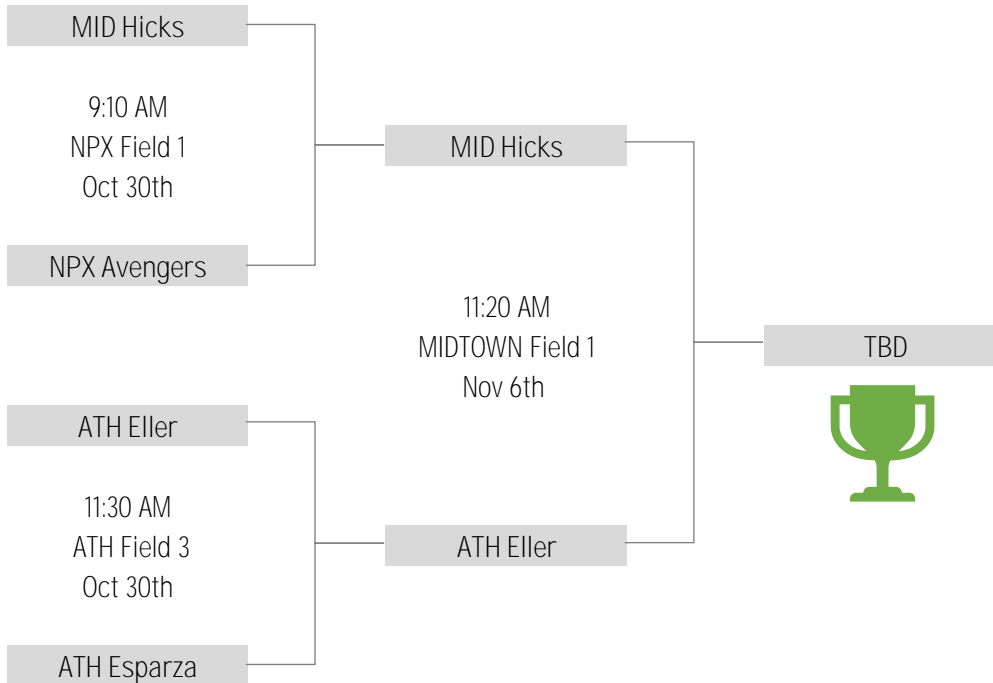 MID Hicks
9:10 AM
NPX Field 1
Oct 30th
NPX Avengers
ATH Eller
11:30 AM
ATH Field 3
Oct 30th
ATH Esparza
MID Hicks
11:20 AM
MIDTOWN Field 1
Nov 6th
ATH Eller
TBD